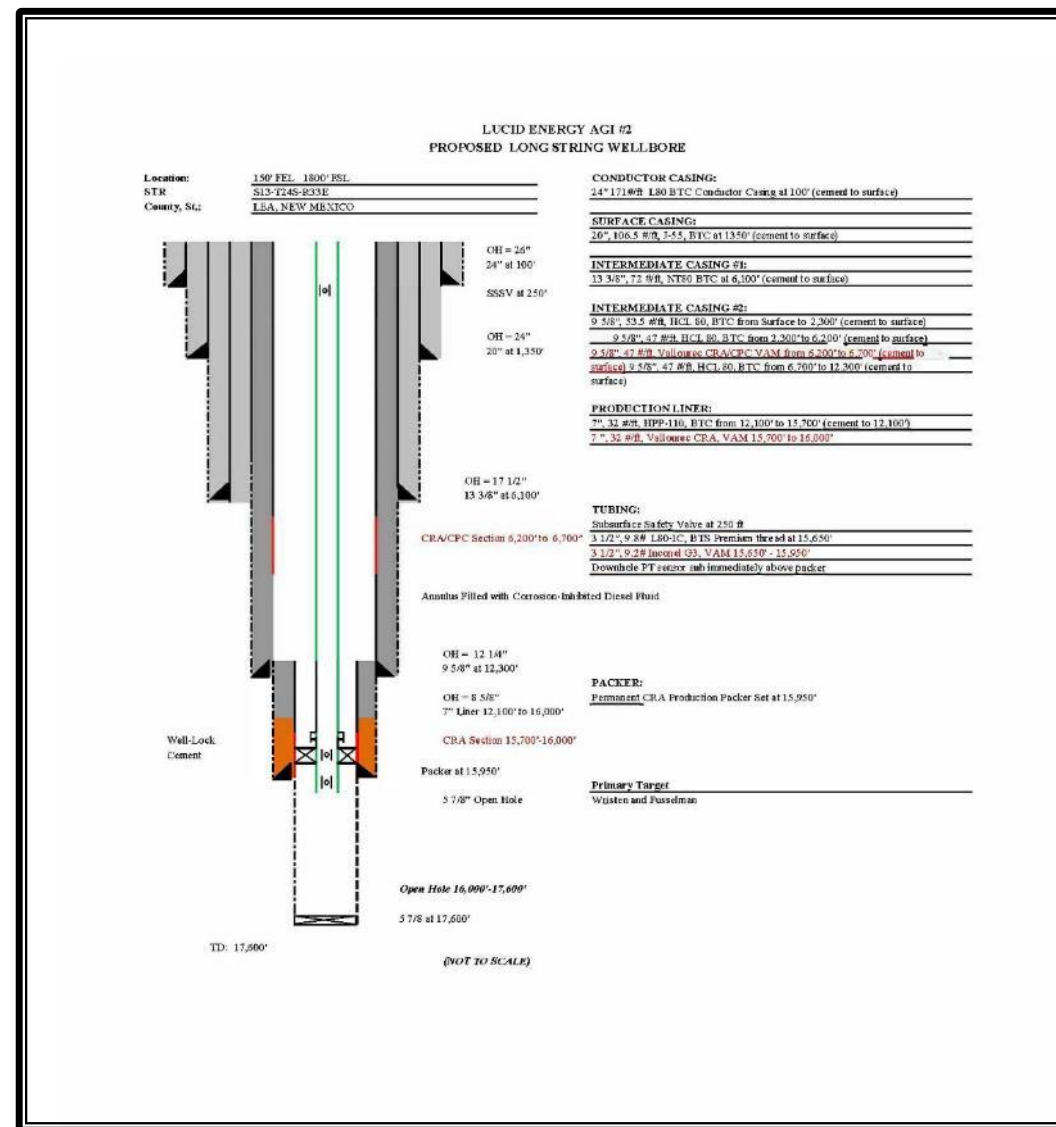 LUCID ENERGY AGI #2
PROPOSED LONG STRING WELLBORE
Location: 150' FEL 1800' FSL
STR S13-T24S-R33E
County, St.; LEA, NEW MEXICO
CONDUCTOR CASING:
24" 171#/ft L80 BTC Conductor Casing at 100' (cement to surface)
SURFACE CASING:
20", 106.5 #/ft, J-55, BTC at 1350' (cement to surface)
INTERMEDIATE CASING #1:
13 3/8", 72 #/ft, NT80 BTC at 6,100' (cement to surface)
INTERMEDIATE CASING #2:
9 5/8", 53.5 #/ft, HCL 80, BTC from Surface to 2,300' (cement to surface)
9 5/8", 47 #/ft, HCL 80, BTC from 2,300'to 6,200' (cement to surface)
9 5/8", 47 #/ft, Vallourec CRA/CPC VAM from 6,200'to 6,700' (cement to
surface) 9 5/8", 47 #/ft, HCL 80, BTC from 6,700' to 12,300' (cement to
surface)
PRODUCTION LINER:
7", 32 #/ft, HPP-110, BTC from 12,100' to 15,700' (cement to 12,100')
7 ", 32 #/ft, Vallourec CRA, VAM 15,700' to 16,000'
TUBING:
Subsurface Safety Valve at 250 ft
3 1/2", 9.8# L80-IC, BTS Premium thread at 15,650'
3 1/2", 9.2# Inconel G3, VAM 15,650' - 15,950'
Downhole PT sensor sub immediately above packer
PACKER:
Permanent CRA Production Packer Set at 15,950'
Primary Target
Wristen and Fusselman
OH = 26"
24" at 100'
SSSV at 250'
OH = 24"
20" at 1,350'
OH = 17 1/2"
13 3/8" at 6,100'
CRA/CPC Section 6,200' to 6,700"
Annulus Filled with Corrosion-Inhibited Diesel Fluid
OH = 12 1/4"
9 5/8" at 12,300'
OH = 8 5/8"
7" Liner 12,100' to 16,000'
Well-Lock
Cement
CRA Section 15,700'-16,000'
Packer at 15,950'
5 7/8" Open Hole
Open Hole 16,000'-17,600'
5 7/8 at 17,600'
TD: 17,600'
(NOT TO SCALE)